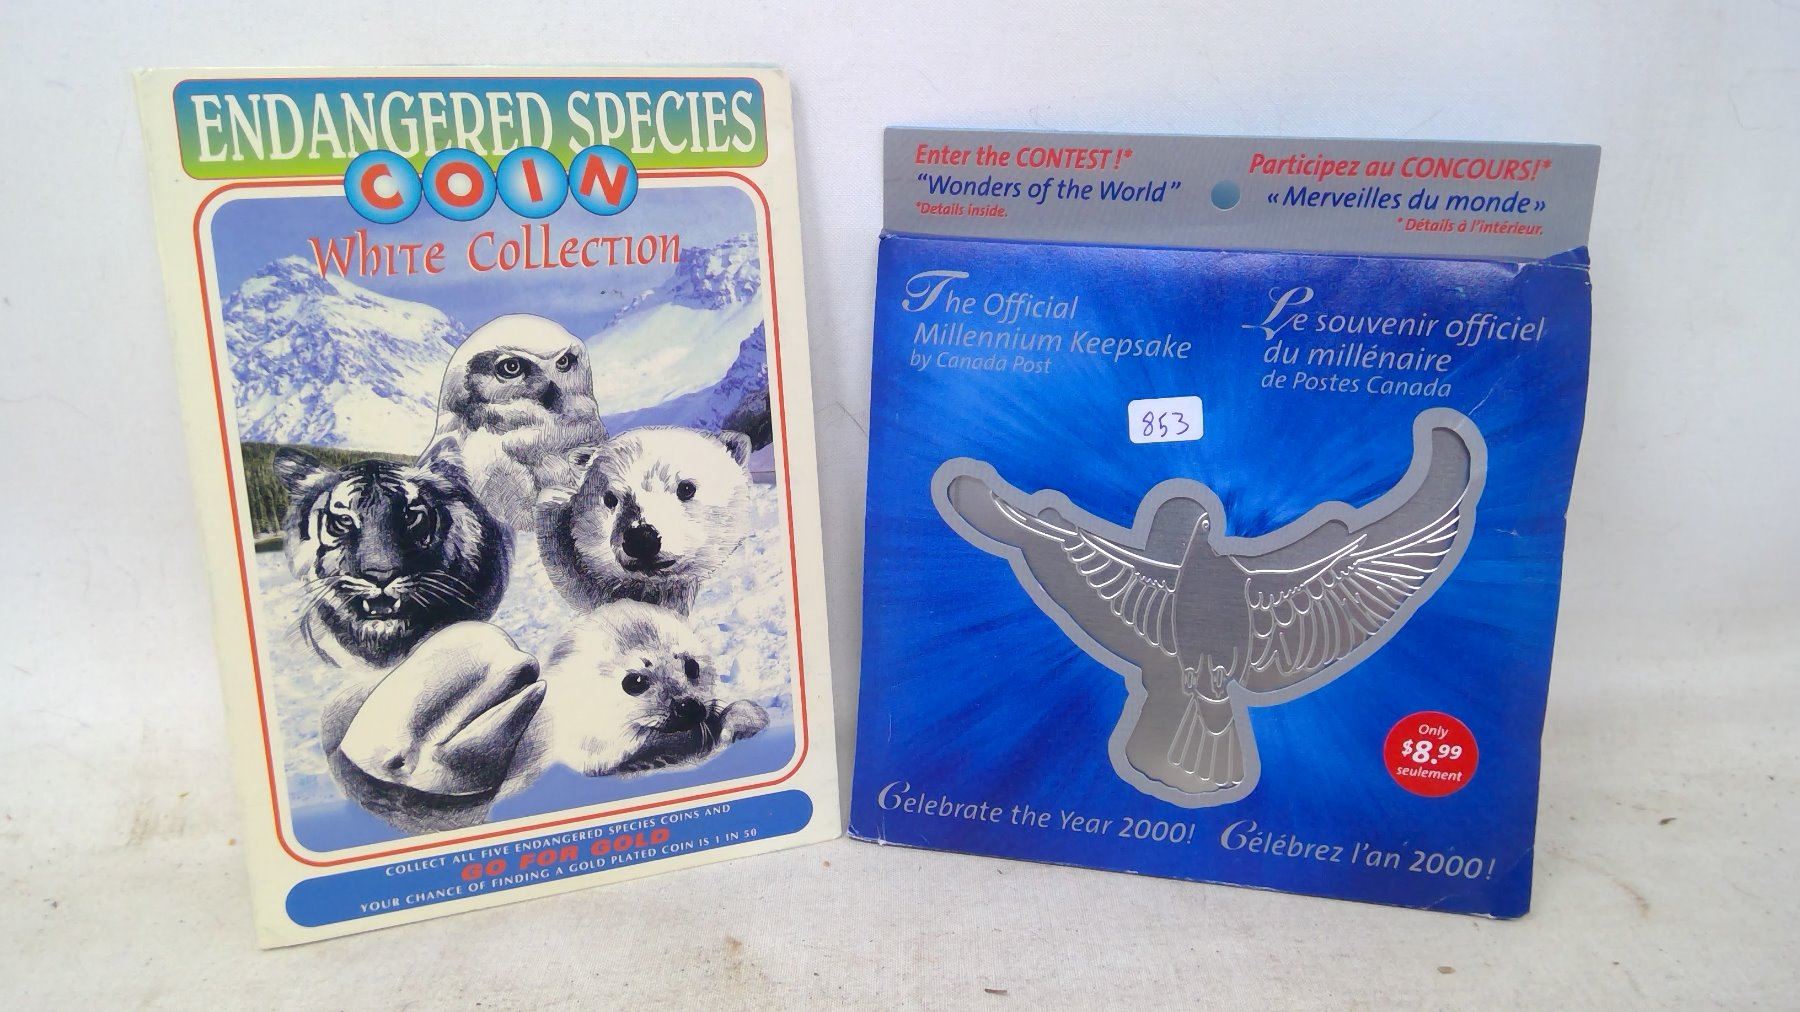 ENDANGERED SPECIES
COIN
White Collection
COLLECT ALL FIVE ENDANGERED SPECIES COINS AND
GO FOR GOLD
YOUR CHANCE OF FINDING A GOLD PLATED COIN IS 1 IN 50
Enter the CONTEST!*
"Wonders of the World"
*Details inside.
Participez au CONCOURS!*
« Merveilles du monde »
* Détails à l'intérieur.
The Official
Millennium Keepsake
by Canada Post
Le souvenir officiel
du millénaire
de Postes Canada
853
Only
$8.99
seulement
Celebrate the Year 2000!
Célébrez l'an 2000!